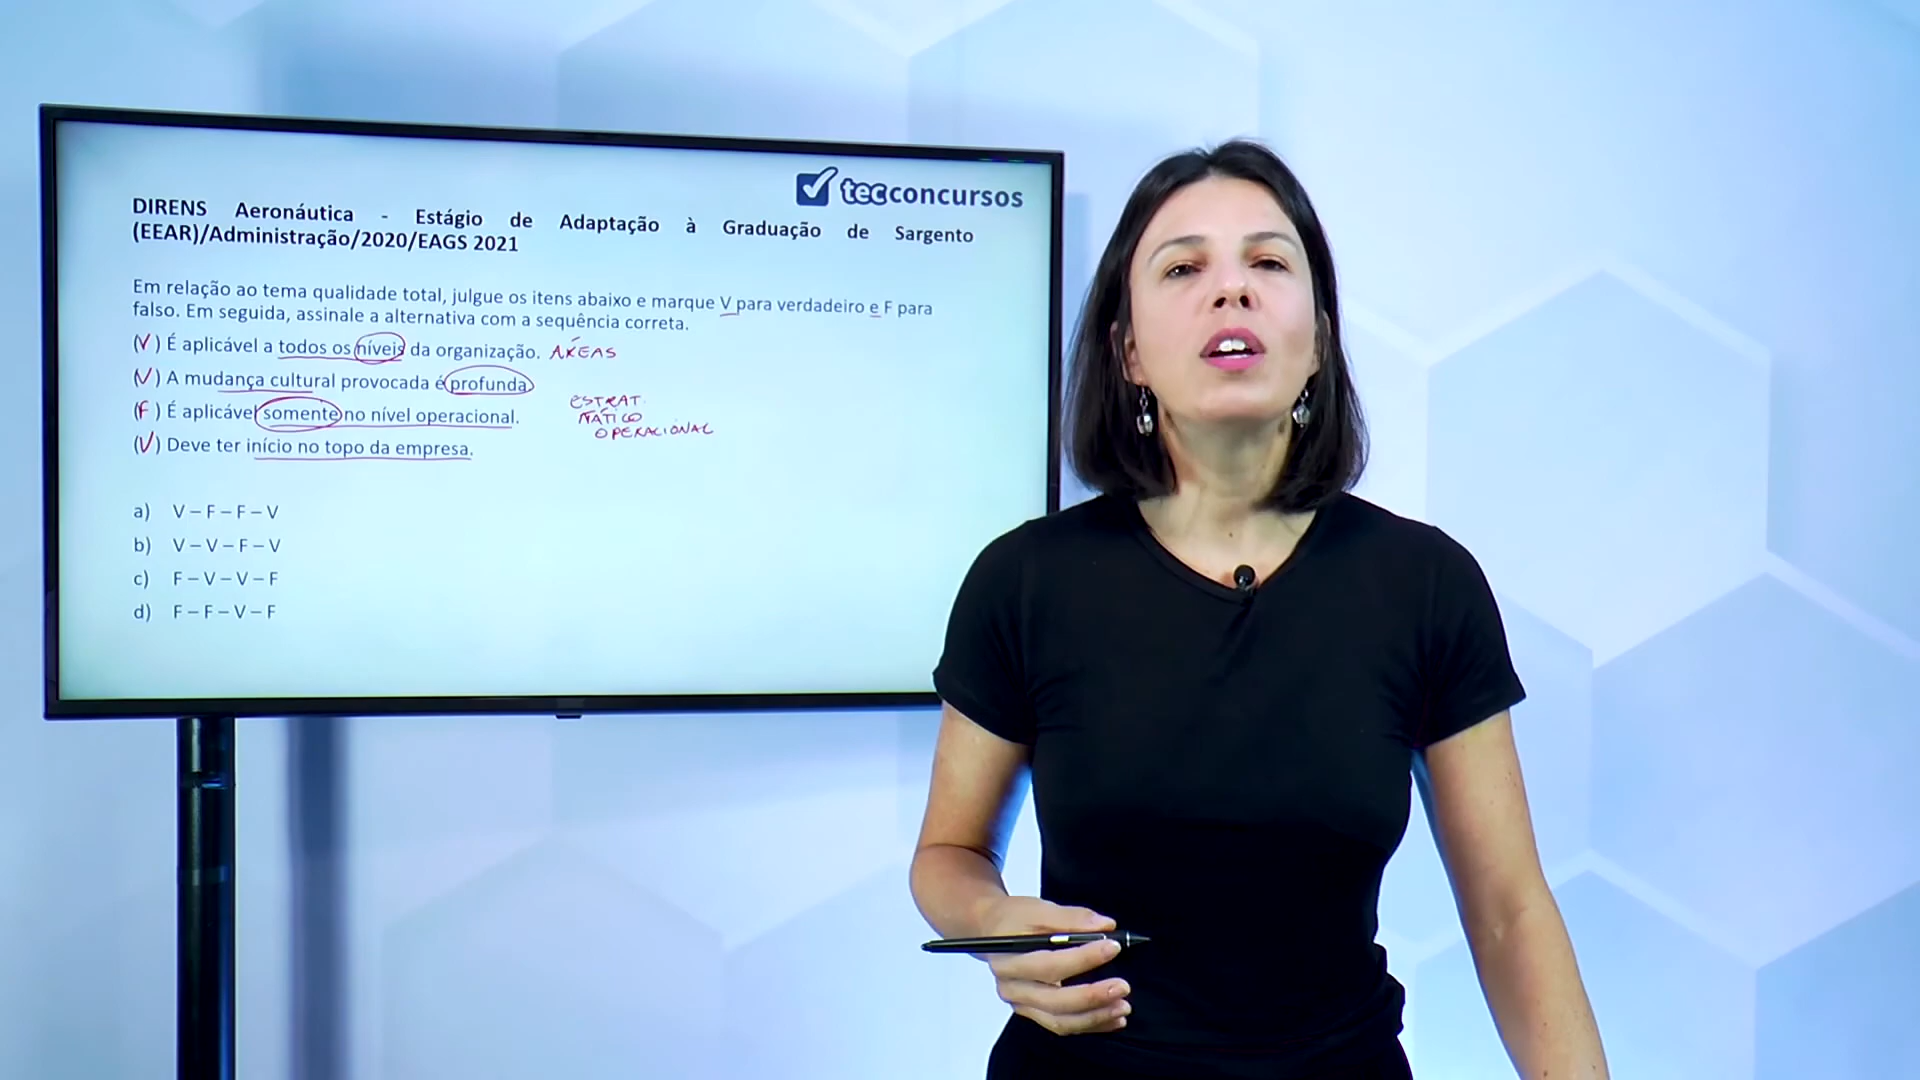 tecconcursos
DIRENS Aeronáutica - Estágio de Adaptação à Graduação de Sargento
(EEAR)/Administração/2020/EAGS 2021
Em relação ao tema qualidade total, julgue os itens abaixo e marque V para verdadeiro e F para
falso. Em seguida, assinale a alternativa com a sequência correta.
(V) É aplicável a todos os níveis da organização. ÁREAS
(V) A mudança cultural provocada é profunda
(F) É aplicável somente no nível operacional.
ESTRAT.
TÁTICO
OPERACIONAL
(V) Deve ter início no topo da empresa.
a) V – F – F – V
b) V – V – F – V
c) F – V – V – F
d) F – F – V – F